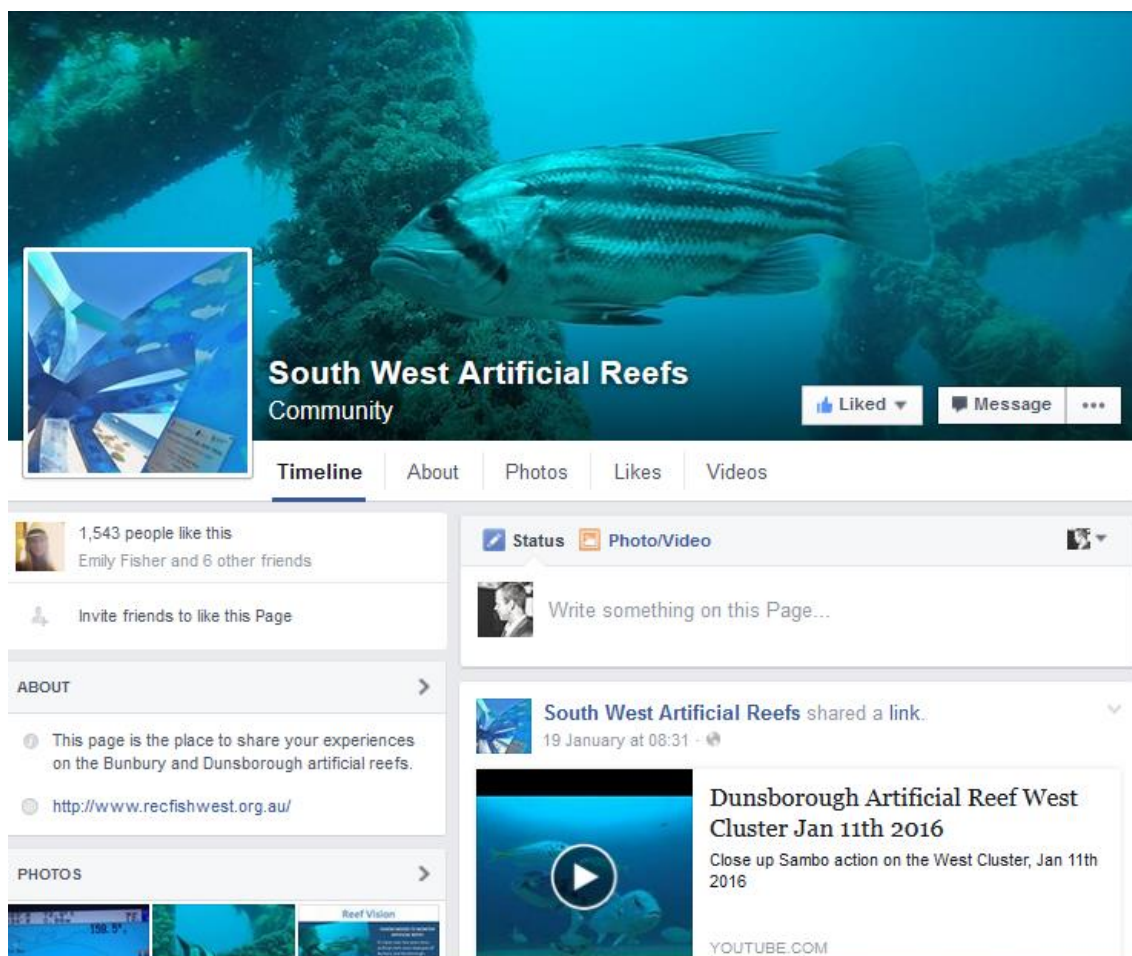 South West Artificial Reefs
Community
Liked
Message
Timeline
About
Photos
Likes
Videos
1,543 people like this
Emily Fisher and 6 other friends
Invite friends to like this Page
ABOUT
This page is the place to share your experiences
on the Bunbury and Dunsborough artificial reefs.
http://www.recfishwest.org.au/
PHOTOS
Reef Vision
Status
Photo/Video
Write something on this Page...
South West Artificial Reefs shared a link.
19 January at 08:31
Dunsborough Artificial Reef West
Cluster Jan 11th 2016
Close up Sambo action on the West Cluster, Jan 11th
2016
YOUTUBE.COM